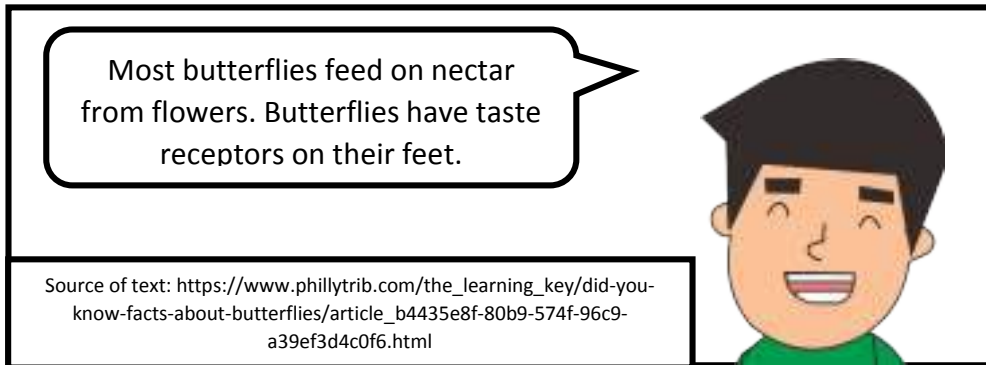 Most butterflies feed on nectar
from flowers. Butterflies have taste
receptors on their feet.
Source of text: https://www.phillytrib.com/the_learning_key/did-you-
know-facts-about-butterflies/article_b4435e8f-80b9-574f-96c9-
a39ef3d4c0f6.html